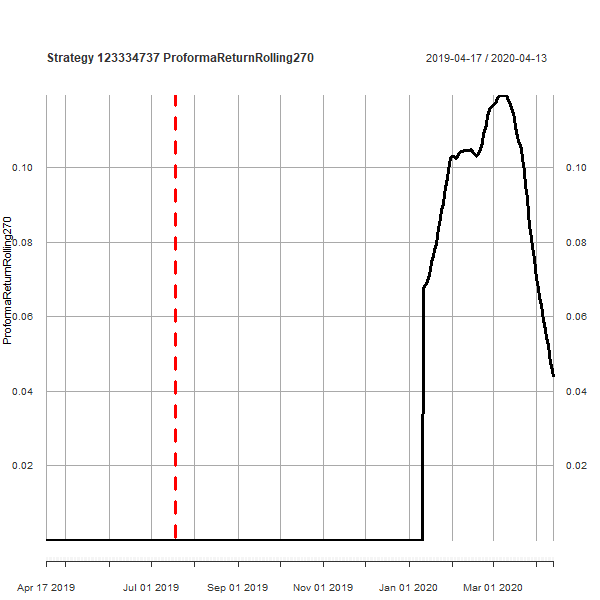 Strategy 123334737 ProformaReturnRolling270
2019-04-17 / 2020-04-13
ProformaReturnRolling270
0.10
0.08
0.06
0.04
0.02
0.10
0.08
0.06
0.04
0.02
Apr 17 2019
Jul 01 2019
Sep 01 2019
Nov 01 2019
Jan 01 2020
Mar 01 2020